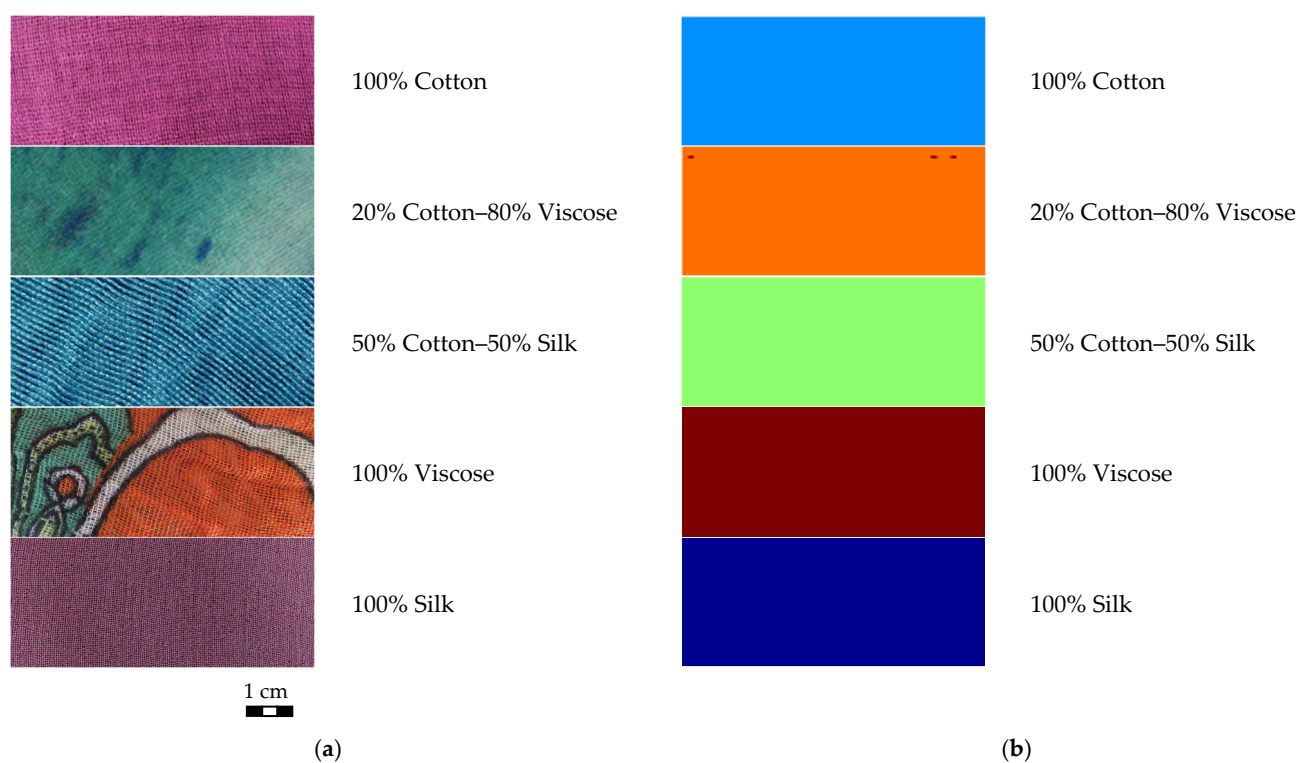 100% Cotton
100% Cotton
20% Cotton–80% Viscose
20% Cotton–80% Viscose
50% Cotton–50% Silk
50% Cotton–50% Silk
100% Viscose
100% Viscose
100% Silk
100% Silk
1 cm
(a)
(b)